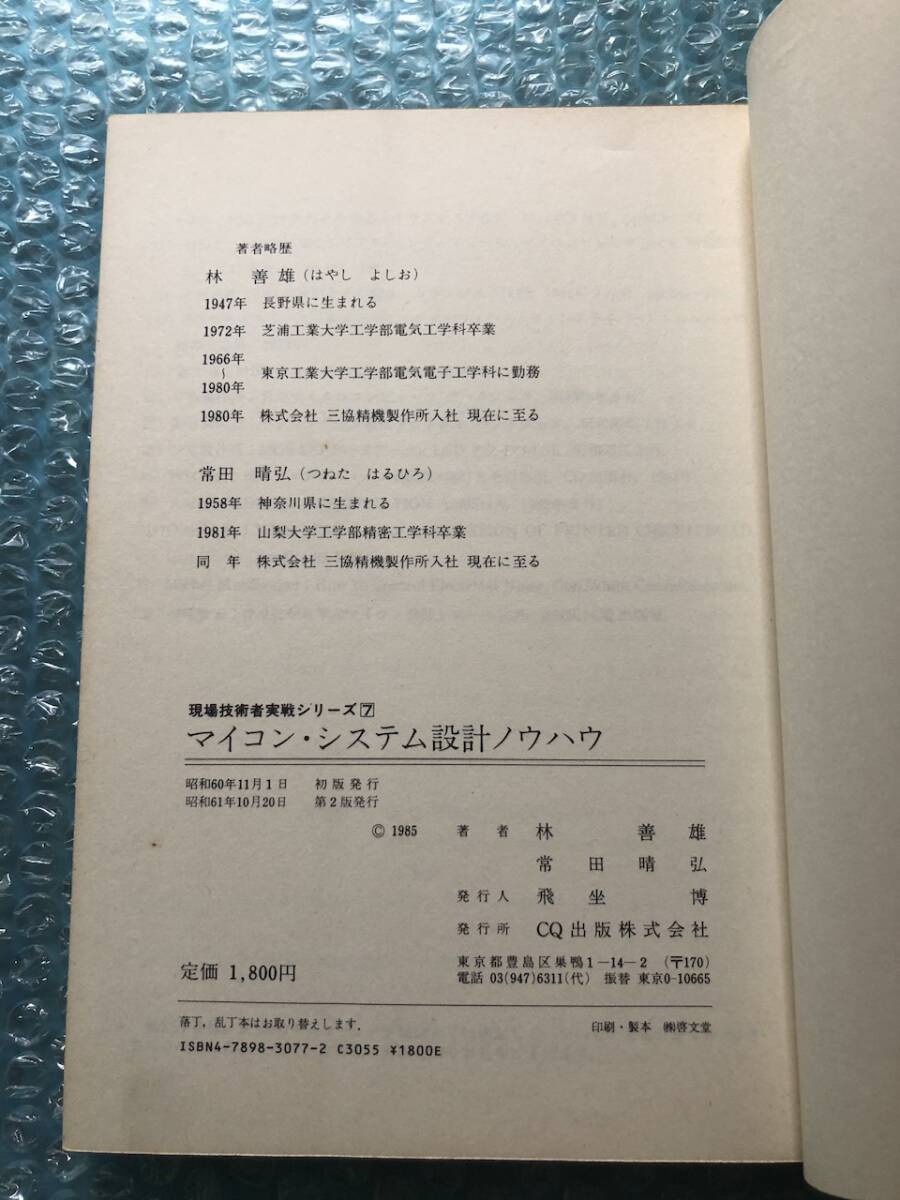 著者略歴
林　善雄（はやし　よしお）
1947年　長野県に生まれる
1972年　芝浦工業大学工学部電気工学科卒業
1966年
〜　東京工業大学工学部電気電子工学科に勤務
1980年
1980年　株式会社 三協精機製作所入社 現在に至る
常田　晴弘（つねた　はるひろ）
1958年　神奈川県に生まれる
1981年　山梨大学工学部精密工学科卒業
同　年　株式会社 三協精機製作所入社 現在に至る
現場技術者実戦シリーズ7
マイコン・システム設計ノウハウ
昭和60年11月1日　初版発行
昭和61年10月20日　第2版発行
© 1985　著　者　林　善　雄
常　田　晴　弘
発行人　飛　坐　博
発行所　CQ出版株式会社
東京都豊島区巣鴨1－14－2　（〒170）
電話 03(947)6311(代)　振替 東京0-10665
定価 1,800円
落丁，乱丁本はお取り替えします．
印刷・製本　㈱啓文堂
ISBN4-7898-3077-2 C3055 ¥1800E